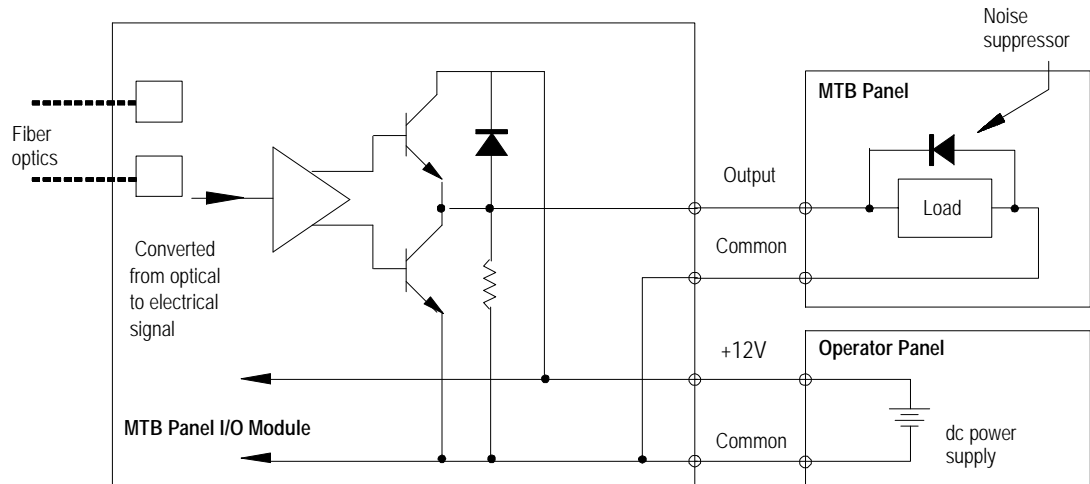 Noise
suppressor
MTB Panel
Fiber
optics
Output
Load
Converted
from optical
to electrical
signal
Common
+12V
Operator Panel
MTB Panel I/O Module
Common
dc power
supply